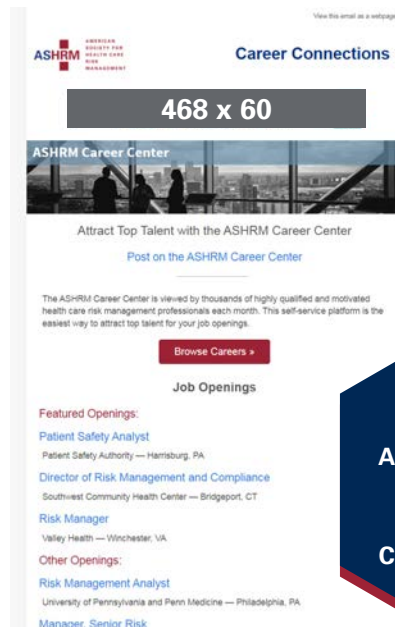 View this email as a webpage
ASHRM
AMERICAN
SOCIETY FOR
HEALTH CARE
RISK
MANAGEMENT
Career Connections
468 x 60
ASHRM Career Center
Attract Top Talent with the ASHRM Career Center
Post on the ASHRM Career Center
The ASHRM Career Center is viewed by thousands of highly qualified and motivated
health care risk management professionals each month. This self-service platform is the
easiest way to attract top talent for your job openings.
Browse Careers »
Job Openings
Featured Openings:
Patient Safety Analyst
Patient Safety Authority — Harrisburg, PA
Director of Risk Management and Compliance
Southwest Community Health Center — Bridgeport, CT
Risk Manager
Valley Health — Winchester, VA
Other Openings:
Risk Management Analyst
University of Pennsylvania and Penn Medicine — Philadelphia, PA
Manager, Senior Risk
A
C